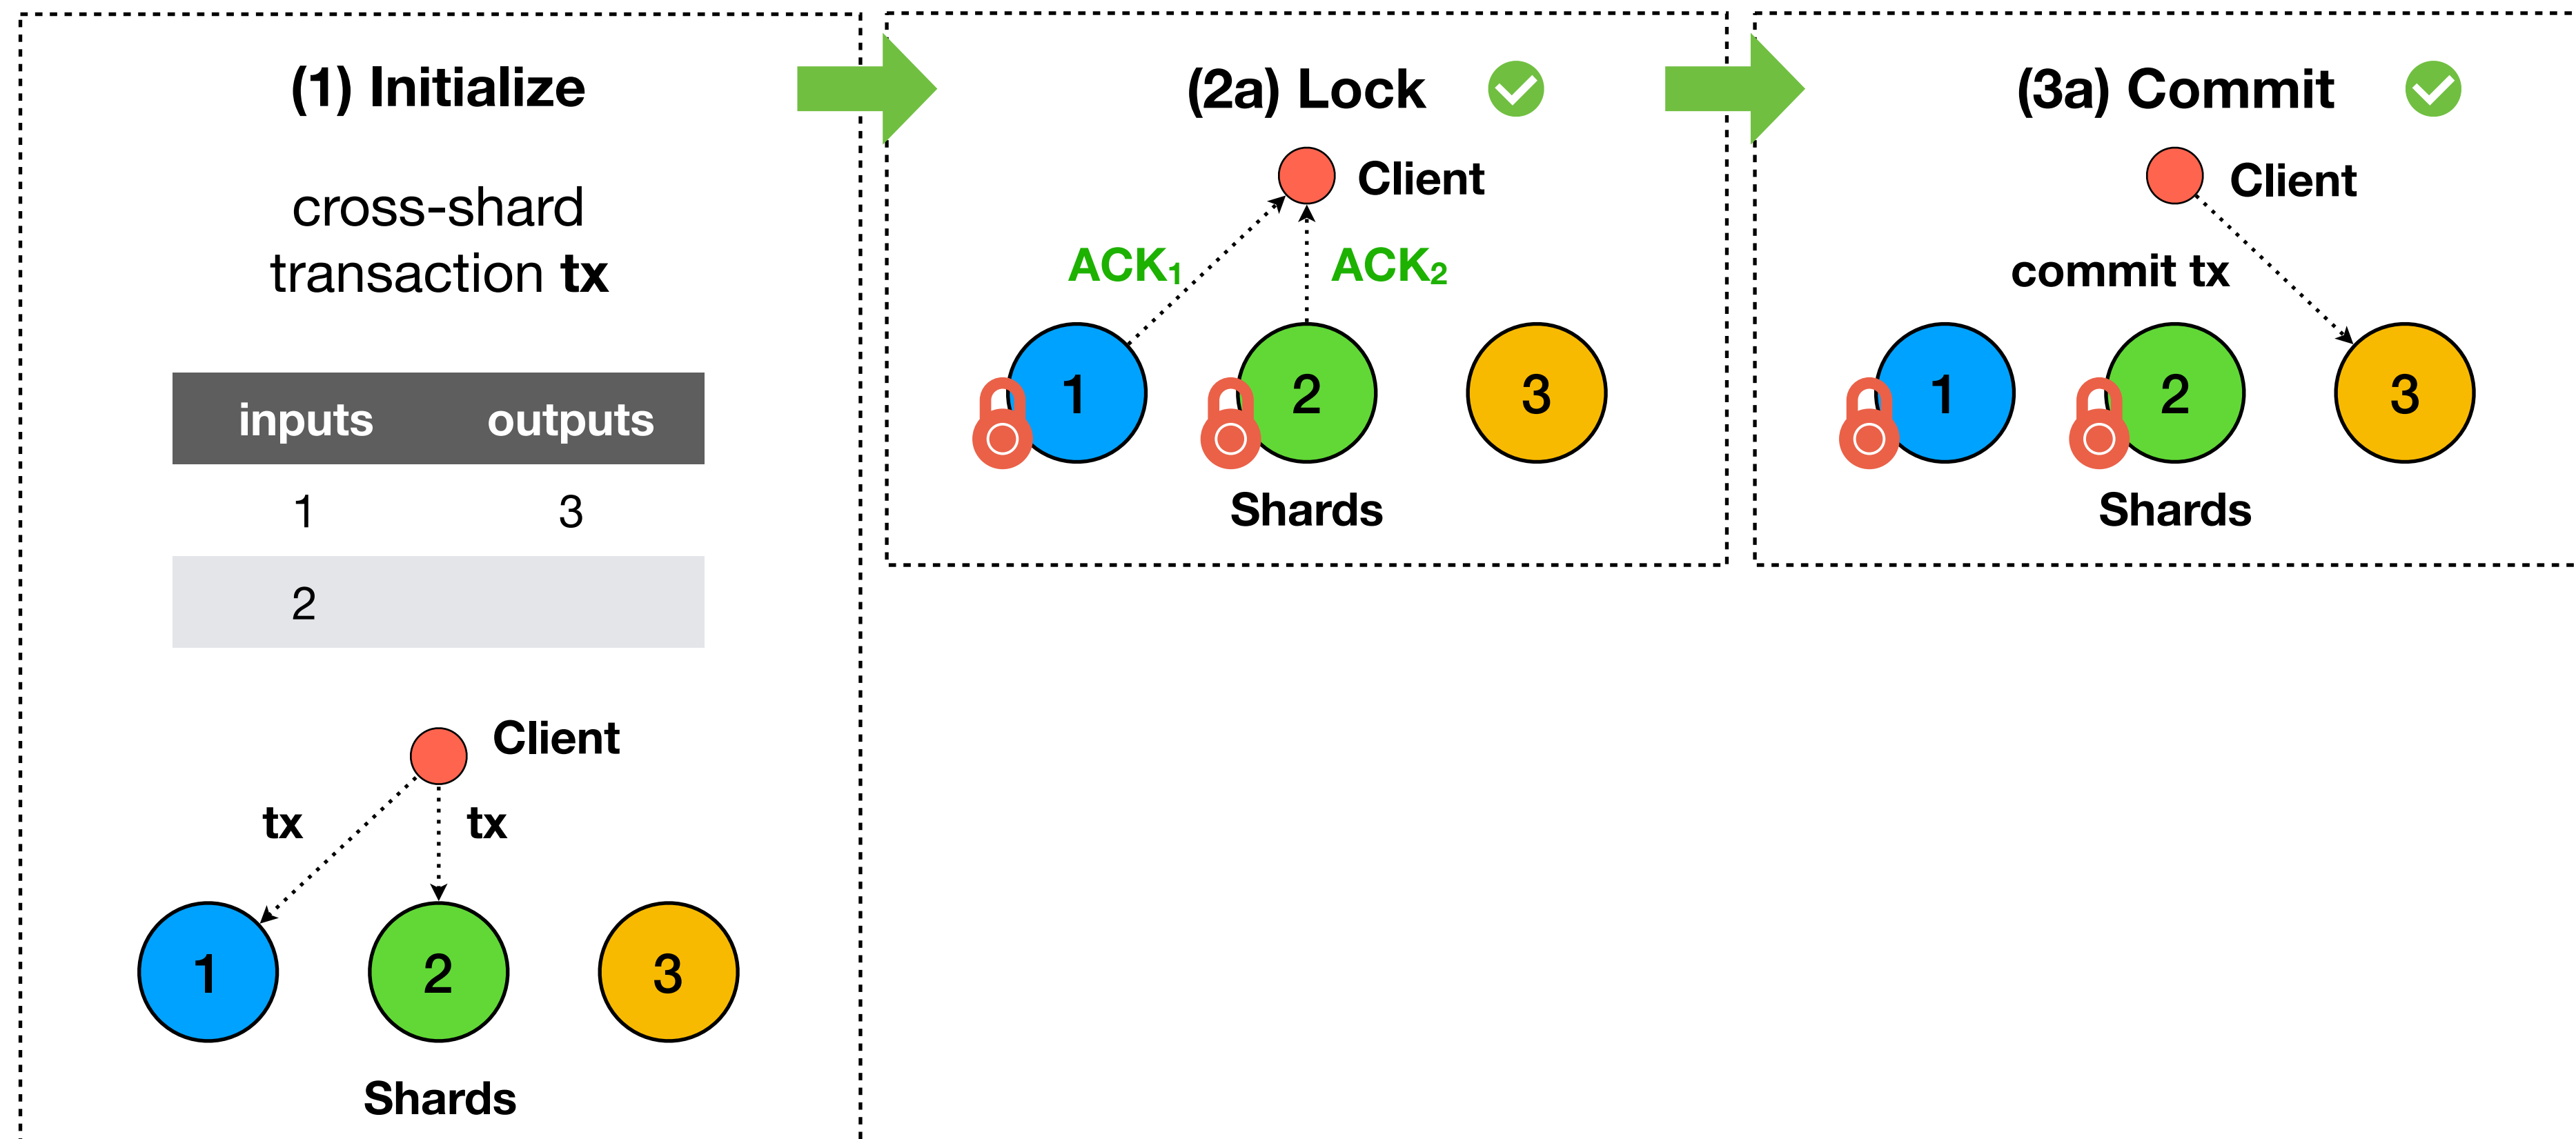 (1) Initialize
cross-shard
transaction tx
inputs outputs
1 3
2
Client
tx tx
1 2 3
Shards
(2a) Lock
Client
ACK₁ ACK₂
1 2 3
Shards
(3a) Commit
Client
commit tx
1 2 3
Shards